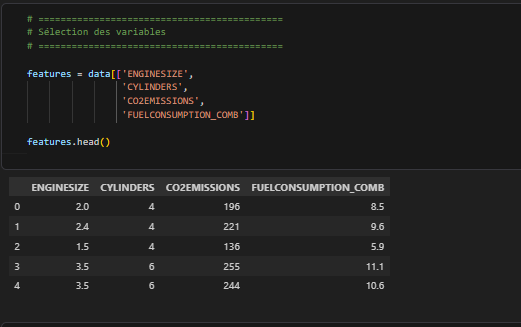 # ============================================
# Sélection des variables
# ============================================
features = data[['ENGINESIZE',
'CYLINDERS',
'CO2EMISSIONS',
'FUELCONSUMPTION_COMB']]
features.head()
ENGINESIZE CYLINDERS CO2EMISSIONS FUELCONSUMPTION_COMB
0 2.0 4 196 8.5
1 2.4 4 221 9.6
2 1.5 4 136 5.9
3 3.5 6 255 11.1
4 3.5 6 244 10.6